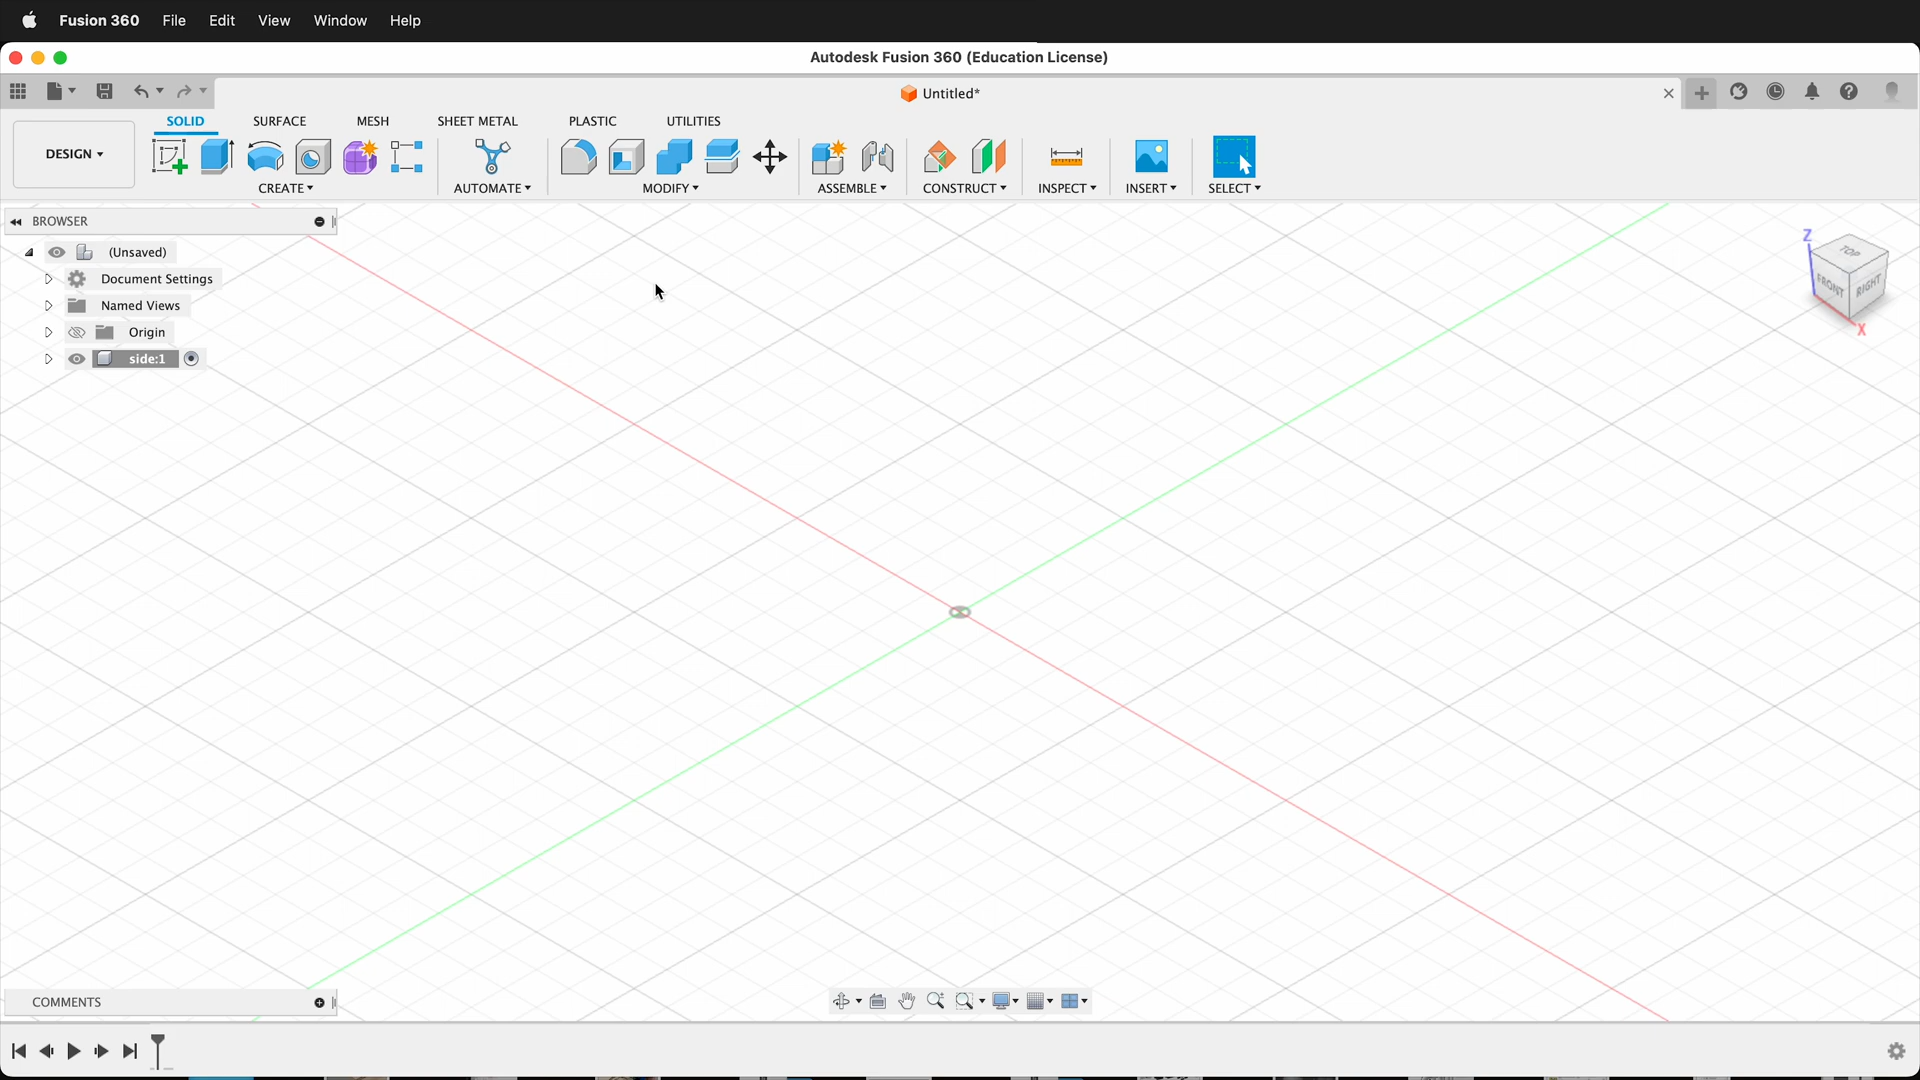 Fusion 360 File Edit View Window Help
Autodesk Fusion 360 (Education License)
Untitled*
SOLID SURFACE MESH SHEET METAL PLASTIC UTILITIES
DESIGN
CREATE AUTOMATE MODIFY ASSEMBLE CONSTRUCT INSPECT INSERT SELECT
BROWSER
(Unsaved)
Document Settings
Named Views
Origin
side:1
Z
TOP
FRONT RIGHT
X
COMMENTS